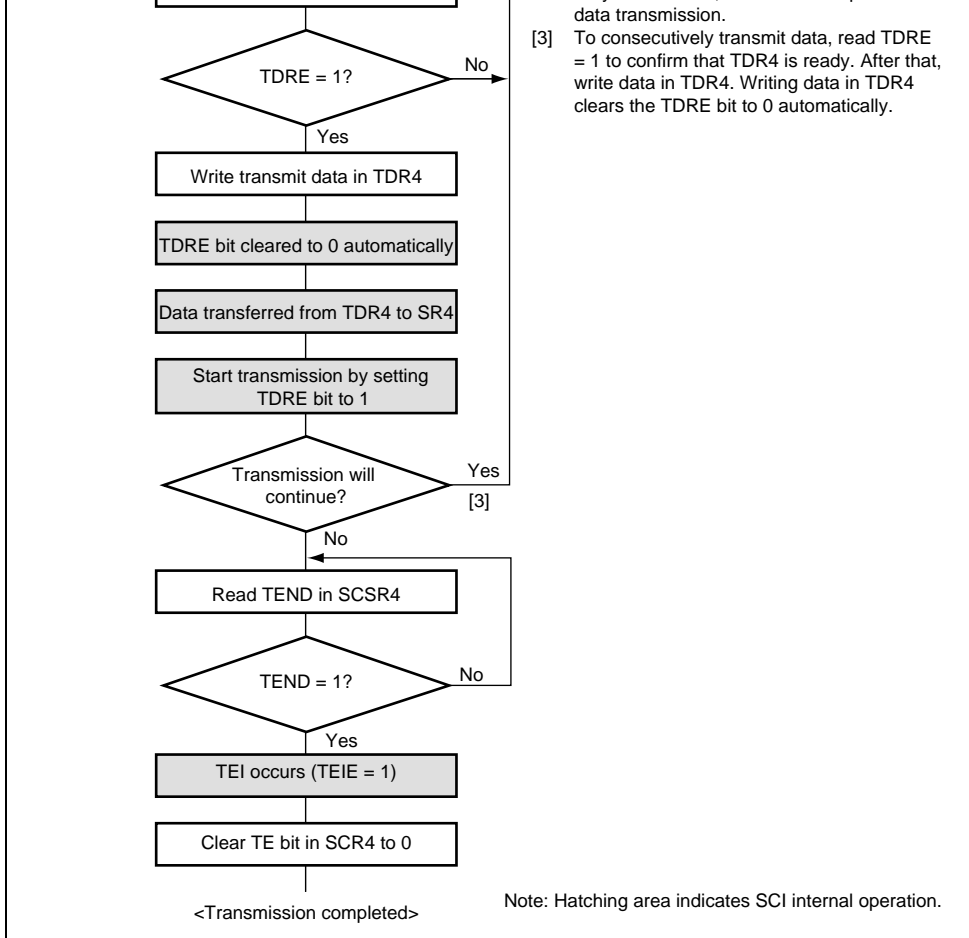 data transmission.
[3] To consecutively transmit data, read TDRE
= 1 to confirm that TDR4 is ready. After that,
write data in TDR4. Writing data in TDR4
clears the TDRE bit to 0 automatically.
TDRE = 1?
No
Yes
Write transmit data in TDR4
TDRE bit cleared to 0 automatically
Data transferred from TDR4 to SR4
Start transmission by setting
TDRE bit to 1
Transmission will
continue?
Yes
[3]
No
Read TEND in SCSR4
TEND = 1?
No
Yes
TEI occurs (TEIE = 1)
Clear TE bit in SCR4 to 0
<Transmission completed>
Note: Hatching area indicates SCI internal operation.